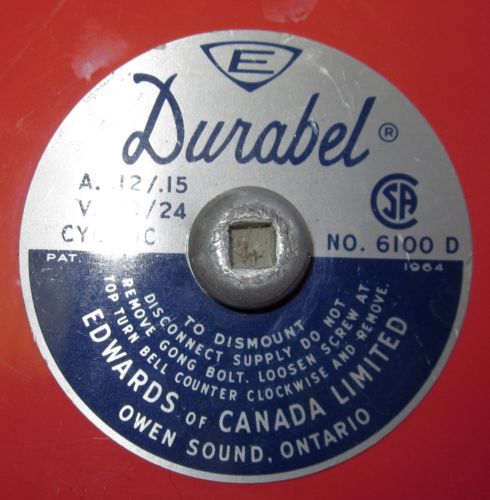 E
Durabel ®
A. .12/.15
V. /24
CY. C
CSA
NO. 6100 D
PAT. 1964
TO DISMOUNT
DISCONNECT SUPPLY DO NOT
REMOVE GONG BOLT. LOOSEN SCREW AT
TOP TURN BELL COUNTER CLOCKWISE AND REMOVE.
EDWARDS OF CANADA LIMITED
OWEN SOUND, ONTARIO